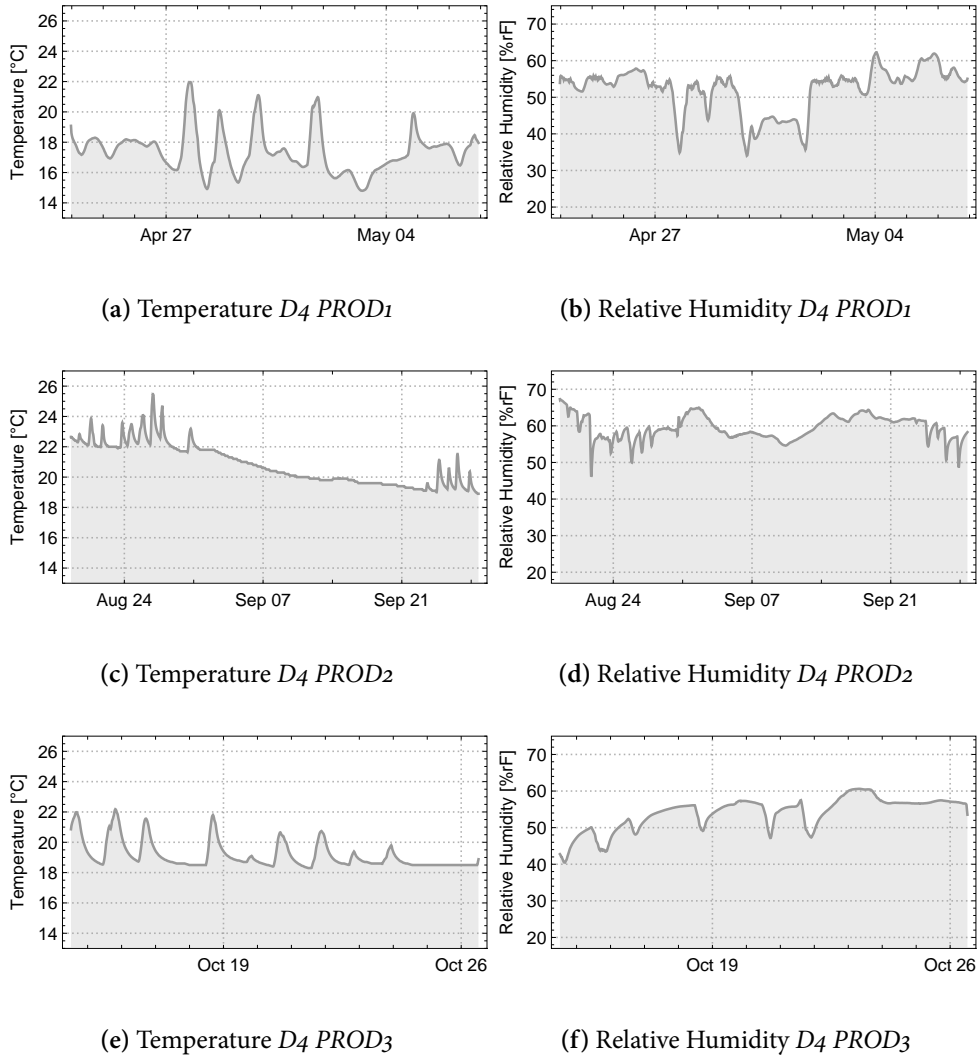 Temperature [°C]
26
24
22
20
18
16
14
Apr 27 May 04
(a) Temperature D4 PROD1
Relative Humidity [%rF]
70
60
50
40
30
20
Apr 27 May 04
(b) Relative Humidity D4 PROD1
Temperature [°C]
26
24
22
20
18
16
14
Aug 24 Sep 07 Sep 21
(c) Temperature D4 PROD2
Relative Humidity [%rF]
70
60
50
40
30
20
Aug 24 Sep 07 Sep 21
(d) Relative Humidity D4 PROD2
Temperature [°C]
26
24
22
20
18
16
14
Oct 19 Oct 26
(e) Temperature D4 PROD3
Relative Humidity [%rF]
70
60
50
40
30
20
Oct 19 Oct 26
(f) Relative Humidity D4 PROD3